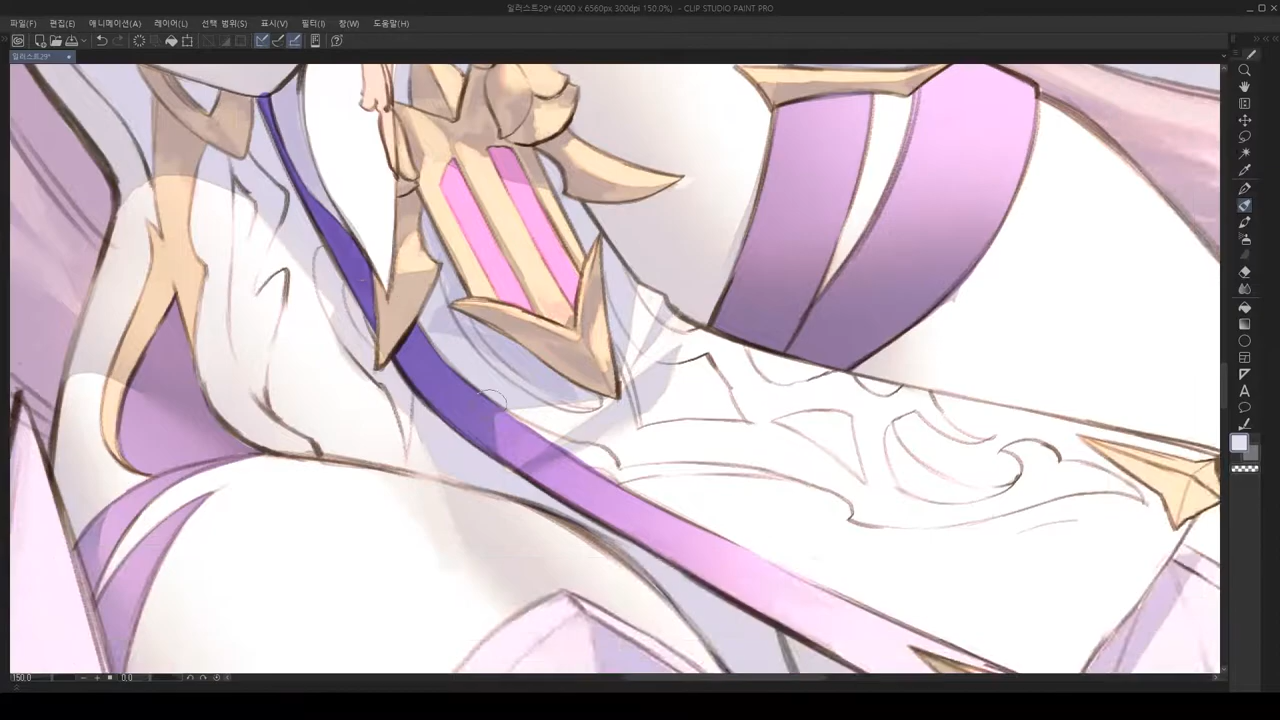 일러스트29* (4000 x 6560px 300dpi 150.0%) - CLIP STUDIO PAINT PRO
파일(F) 편집(E) 애니메이션(A) 레이어(L) 선택 범위(S) 표시(V) 필터(I) 창(W) 도움말(H)
일러스트29*
150.0 0.0